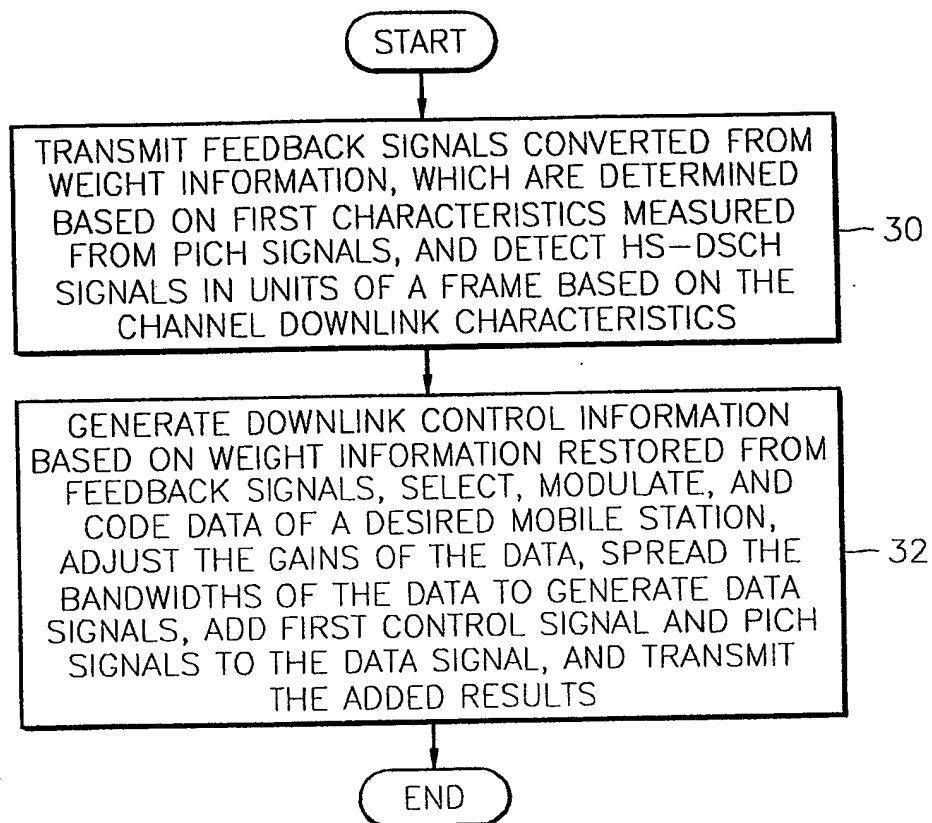 START
TRANSMIT FEEDBACK SIGNALS CONVERTED FROM
WEIGHT INFORMATION, WHICH ARE DETERMINED
BASED ON FIRST CHARACTERISTICS MEASURED
FROM PICH SIGNALS, AND DETECT HS-DSCH
SIGNALS IN UNITS OF A FRAME BASED ON THE
CHANNEL DOWNLINK CHARACTERISTICS
30
GENERATE DOWNLINK CONTROL INFORMATION
BASED ON WEIGHT INFORMATION RESTORED FROM
FEEDBACK SIGNALS, SELECT, MODULATE, AND
CODE DATA OF A DESIRED MOBILE STATION,
ADJUST THE GAINS OF THE DATA, SPREAD THE
BANDWIDTHS OF THE DATA TO GENERATE DATA
SIGNALS, ADD FIRST CONTROL SIGNAL AND PICH
SIGNALS TO THE DATA SIGNAL, AND TRANSMIT
THE ADDED RESULTS
32
END